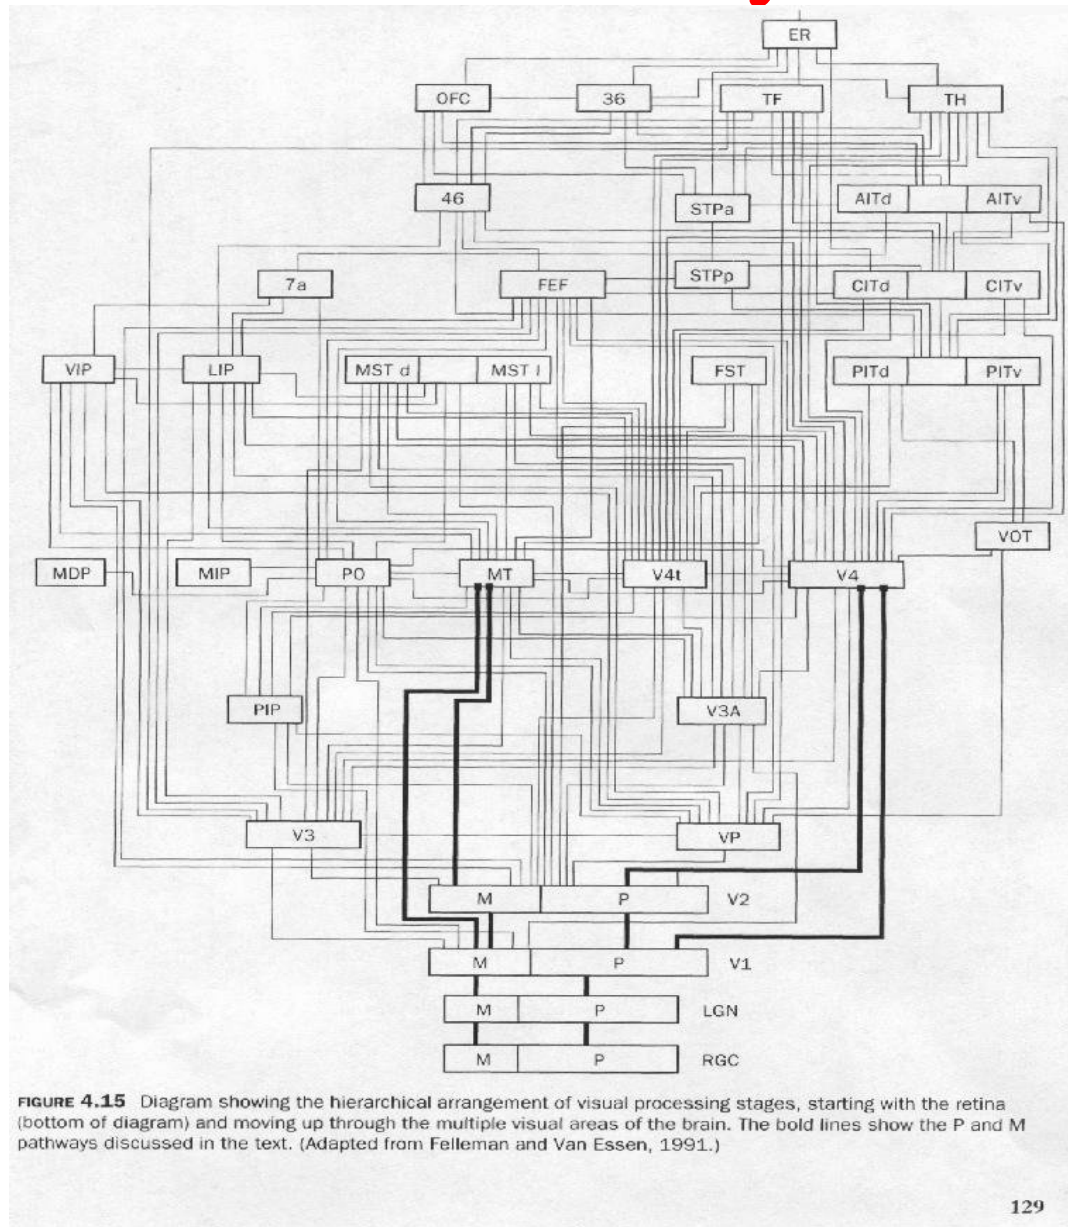 ER
OFC 36 TF TH
46 STPa AITd AITv
7a FEF STPp CITd CITv
VIP LIP MST d MST l FST PITd PITv
VOT
MDP MIP PO MT V4t V4
PIP V3A
V3 VP
M P V2
M P V1
M P LGN
M P RGC
FIGURE 4.15 Diagram showing the hierarchical arrangement of visual processing stages, starting with the retina
(bottom of diagram) and moving up through the multiple visual areas of the brain. The bold lines show the P and M
pathways discussed in the text. (Adapted from Felleman and Van Essen, 1991.)
129